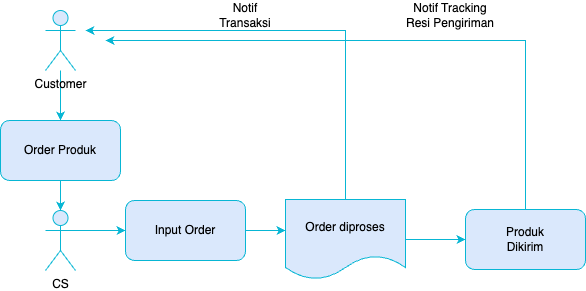 Notif
Transaksi
Notif Tracking
Resi Pengiriman
Customer
Order Produk
Input Order
Order diproses
Produk
Dikirim
CS